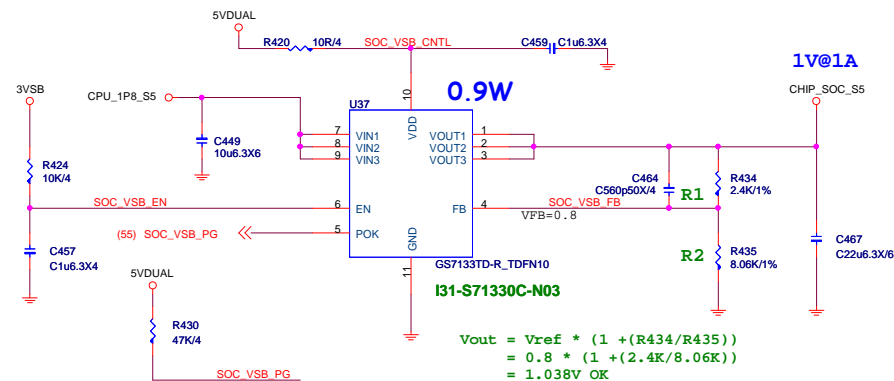 5VDUAL
R420
10R/4
SOC_VSB_CNTL
C459
C1u6.3X4
1V@1A
3VSB
CPU_1P8_S5
0.9W
CHIP_SOC_S5
U37
10
VDD
C449
10u6.3X6
7
VIN1
VOUT1
1
8
VIN2
VOUT2
2
9
VIN3
VOUT3
3
R424
10K/4
C464
C560p50X/4
R1
R434
2.4K/1%
SOC_VSB_EN
6
EN
FB
4
SOC_VSB_FB
VFB=0.8
(55) SOC_VSB_PG
5
POK
GND
11
C457
C1u6.3X4
R2
R435
8.06K/1%
C467
C22u6.3X/6
GS7133TD-R_TDFN10
5VDUAL
I31-S71330C-N03
R430
47K/4
SOC_VSB_PG
Vout = Vref * (1 +(R434/R435))
= 0.8 * (1 +(2.4K/8.06K))
= 1.038V OK